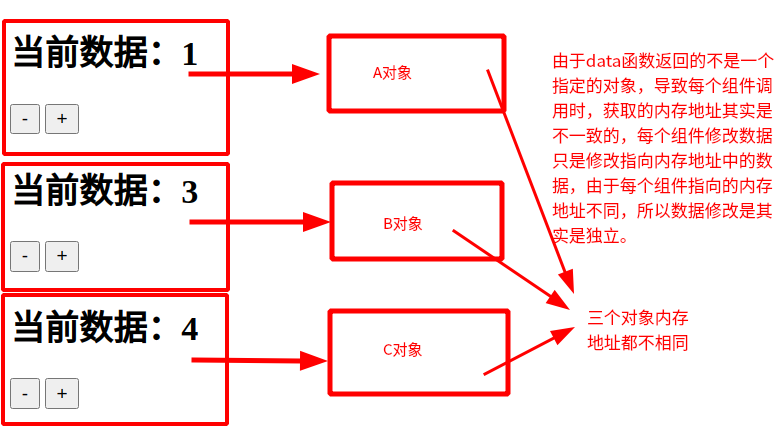 当前数据：1
- +
当前数据：3
- +
当前数据：4
- +
A对象
B对象
C对象
由于data函数返回的不是一个
指定的对象，导致每个组件调
用时，获取的内存地址其实是
不一致的，每个组件修改数据
只是修改指向内存地址中的数
据，由于每个组件指向的内存
地址不同，所以数据修改是其
实是独立。
三个对象内存
地址都不相同